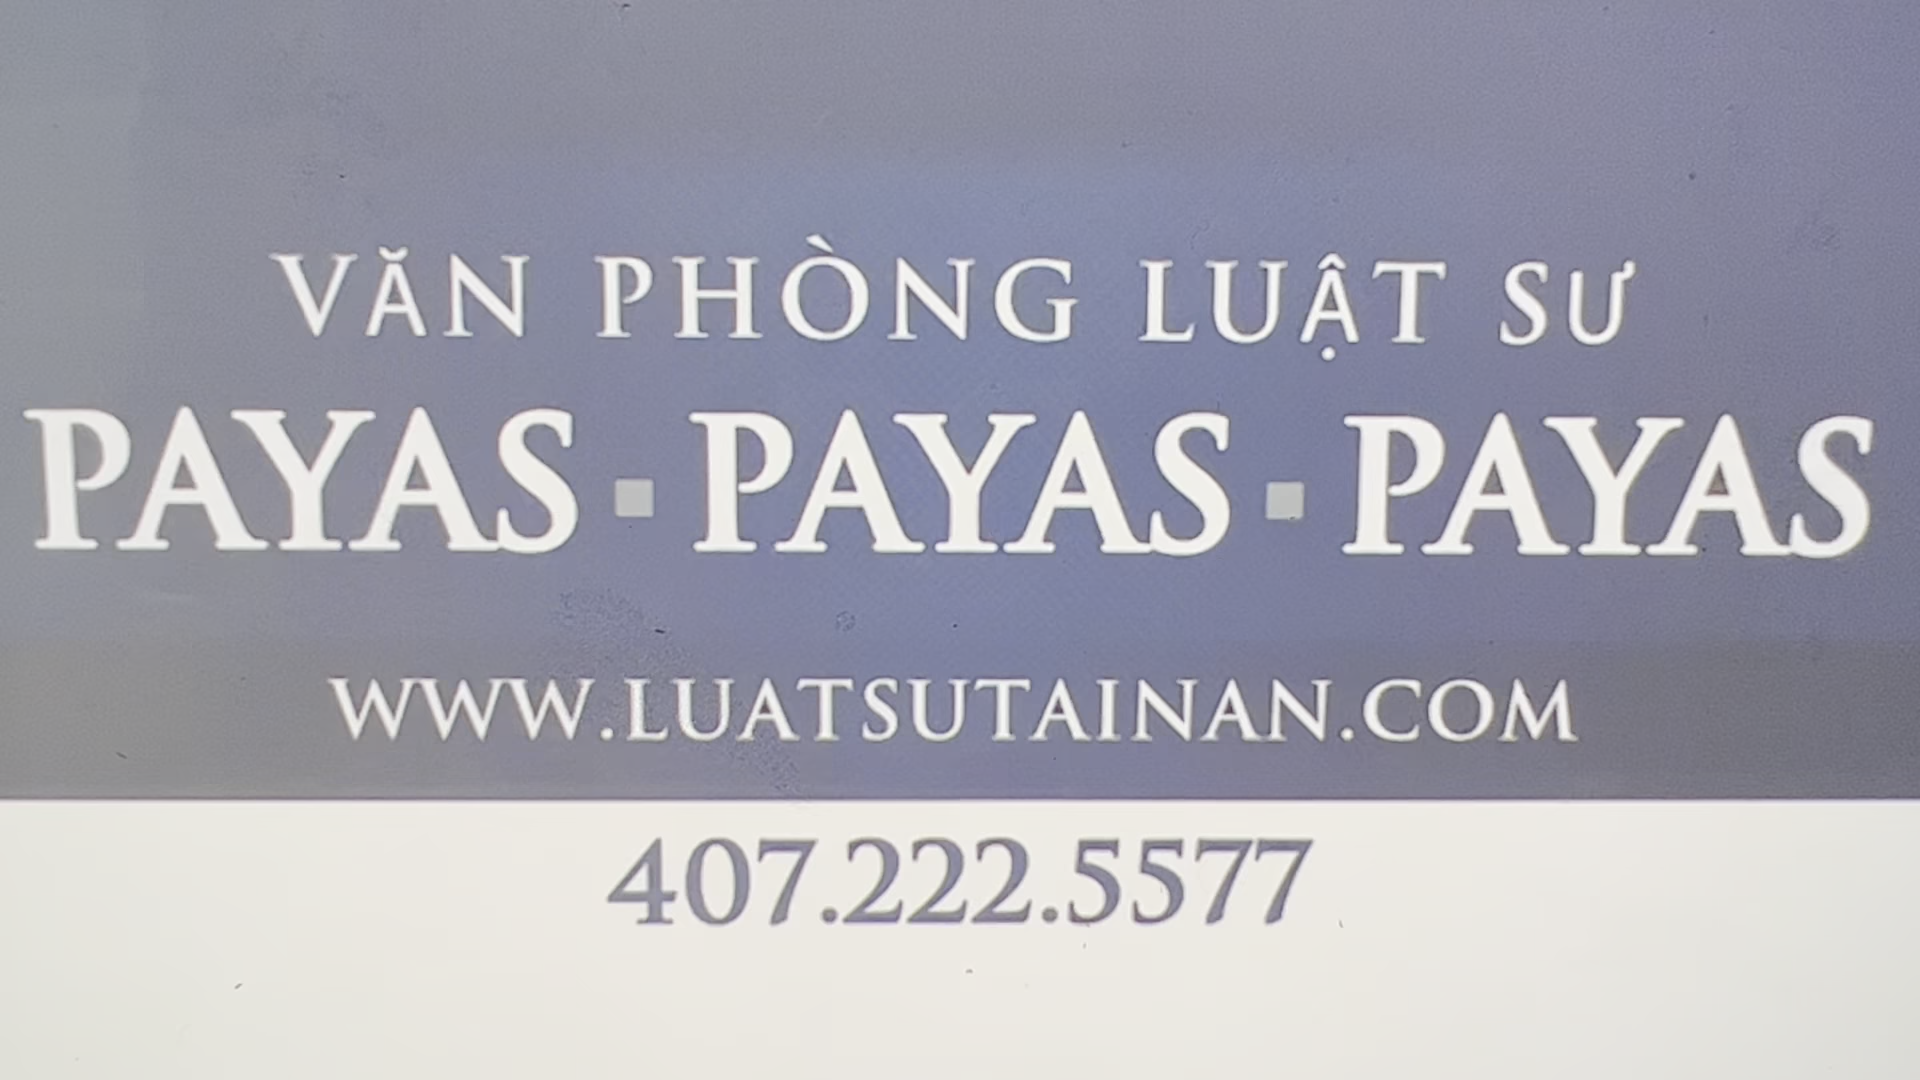 VĂN PHÒNG LUẬT SƯ
PAYAS ▪ PAYAS ▪ PAYAS
WWW.LUATSUTAINAN.COM
407.222.5577